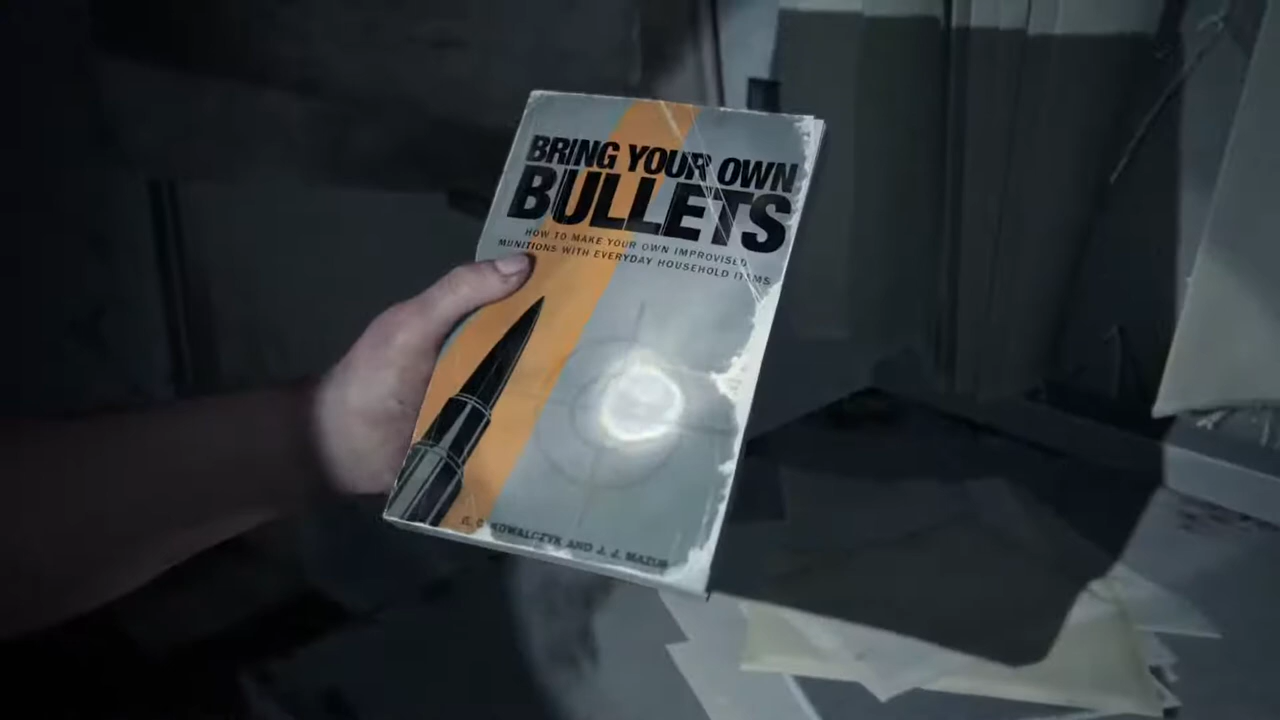 BRING YOUR OWN
BULLETS
HOW TO MAKE YOUR OWN IMPROVISED
MUNITIONS WITH EVERYDAY HOUSEHOLD ITEMS
KOWALCZYK AND J. J. MAZUR